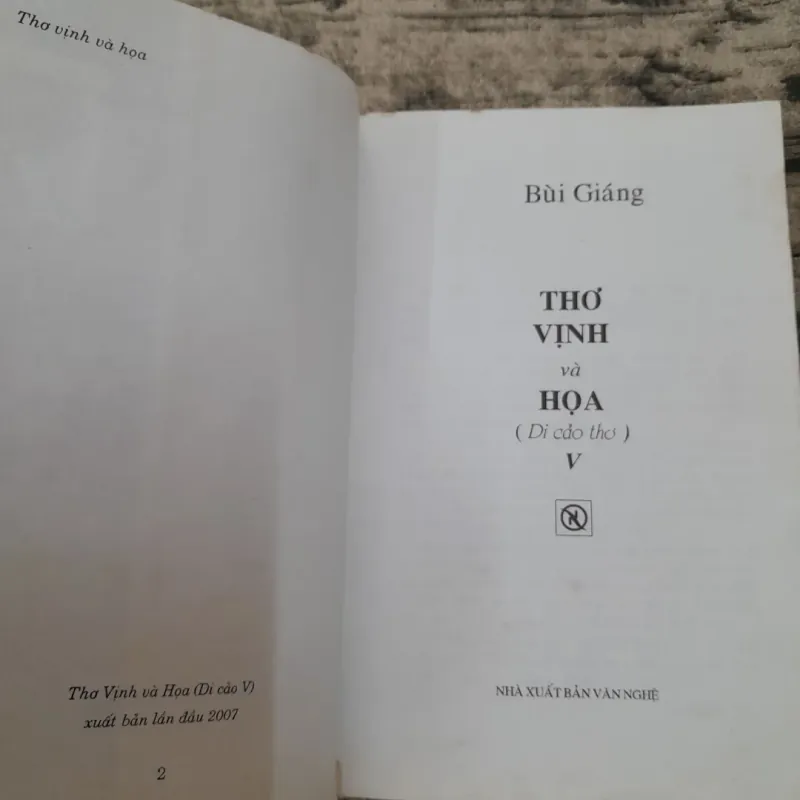 Thơ vịnh và họa
Thơ Vịnh và Họa (Di cảo V)
xuất bản lần đầu 2007
2
Bùi Giáng
THƠ
VỊNH
và
HỌA
( Di cảo thơ )
V
NHÀ XUẤT BẢN VĂN NGHỆ